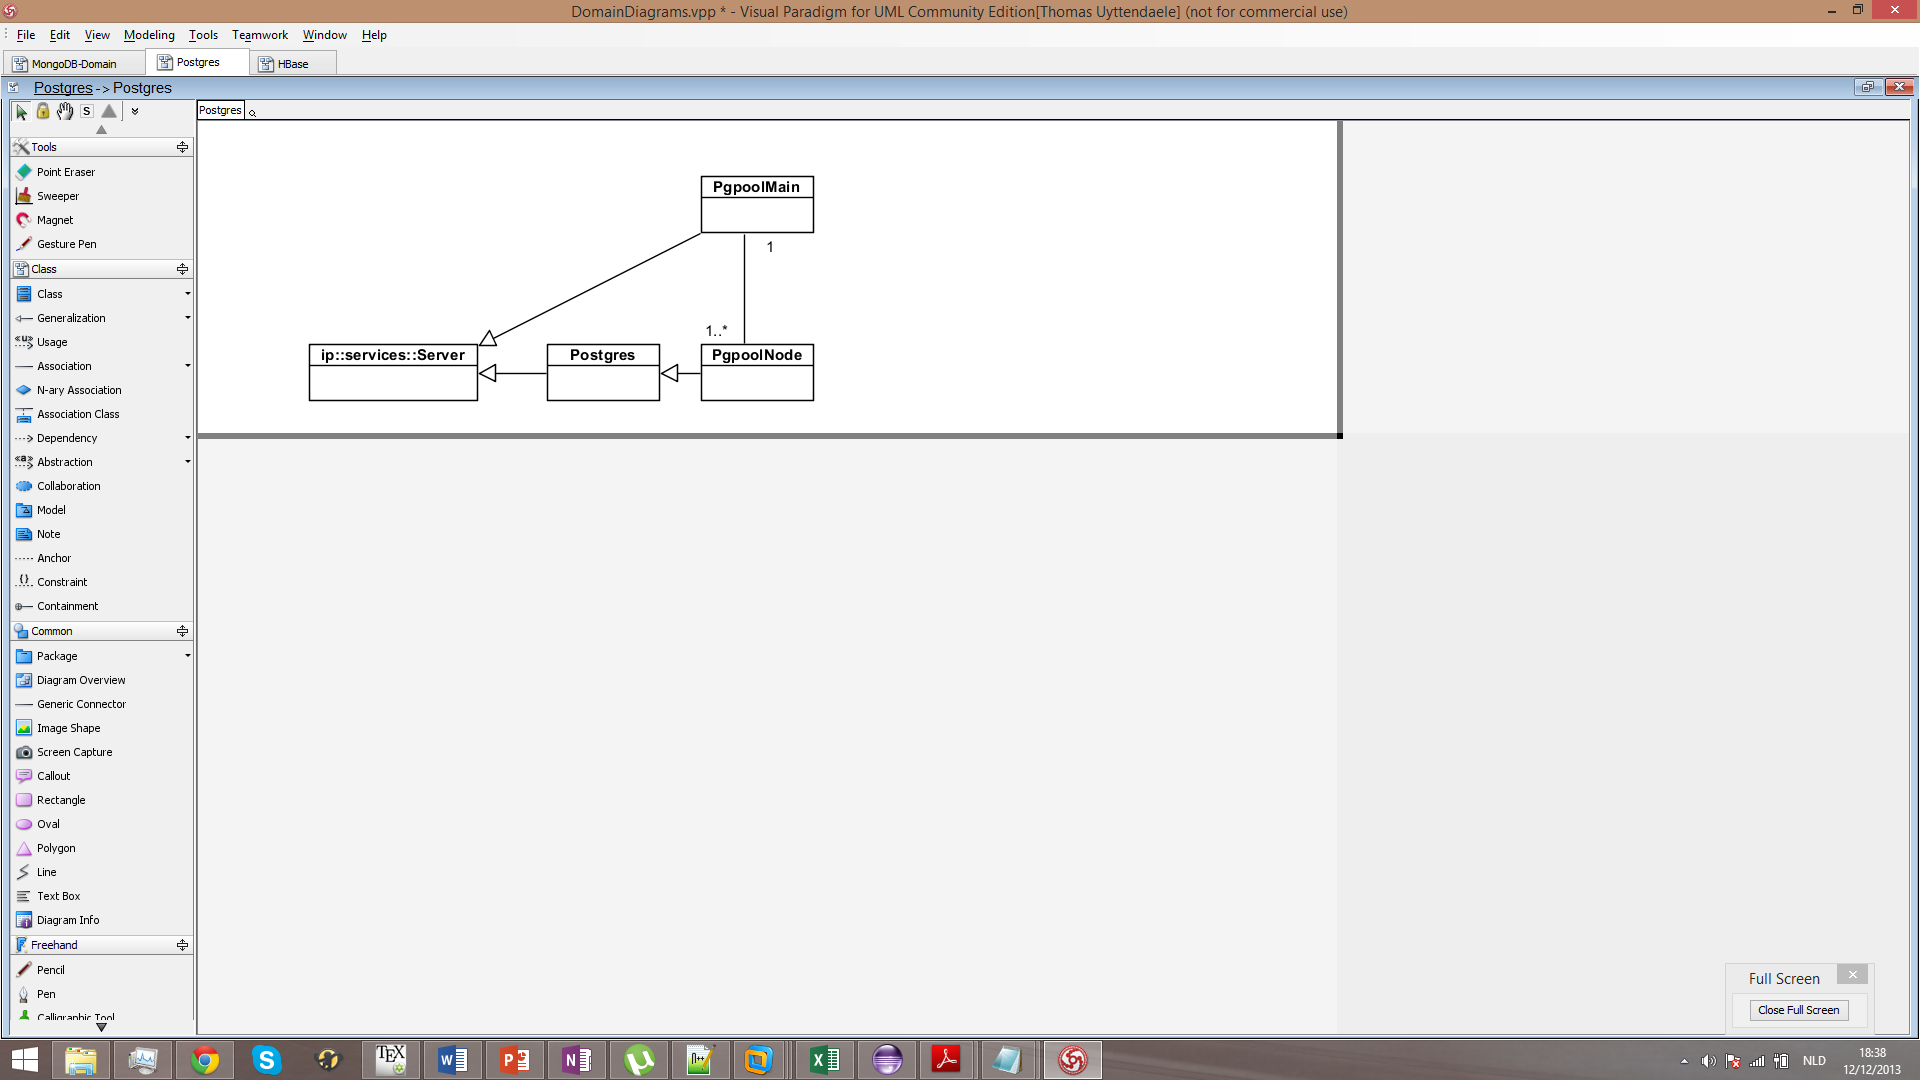 DomainDiagrams.vpp * - Visual Paradigm for UML Community Edition[Thomas Uyttendaele] (not for commercial use)
File Edit View Modeling Tools Teamwork Window Help
MongoDB-Domain Postgres HBase
Postgres -> Postgres
S
Postgres
Tools
Point Eraser
Sweeper
Magnet
Gesture Pen
Class
Class
Generalization
Usage
Association
N-ary Association
Association Class
Dependency
Abstraction
Collaboration
Model
Note
Anchor
Constraint
Containment
Common
Package
Diagram Overview
Generic Connector
Image Shape
Screen Capture
Callout
Rectangle
Oval
Polygon
Line
Text Box
Diagram Info
Freehand
Pencil
Pen
Calligraphic Tool
PgpoolMain
1
1..*
ip::services::Server
Postgres
PgpoolNode
Full Screen
Close Full Screen
NLD
18:38
12/12/2013